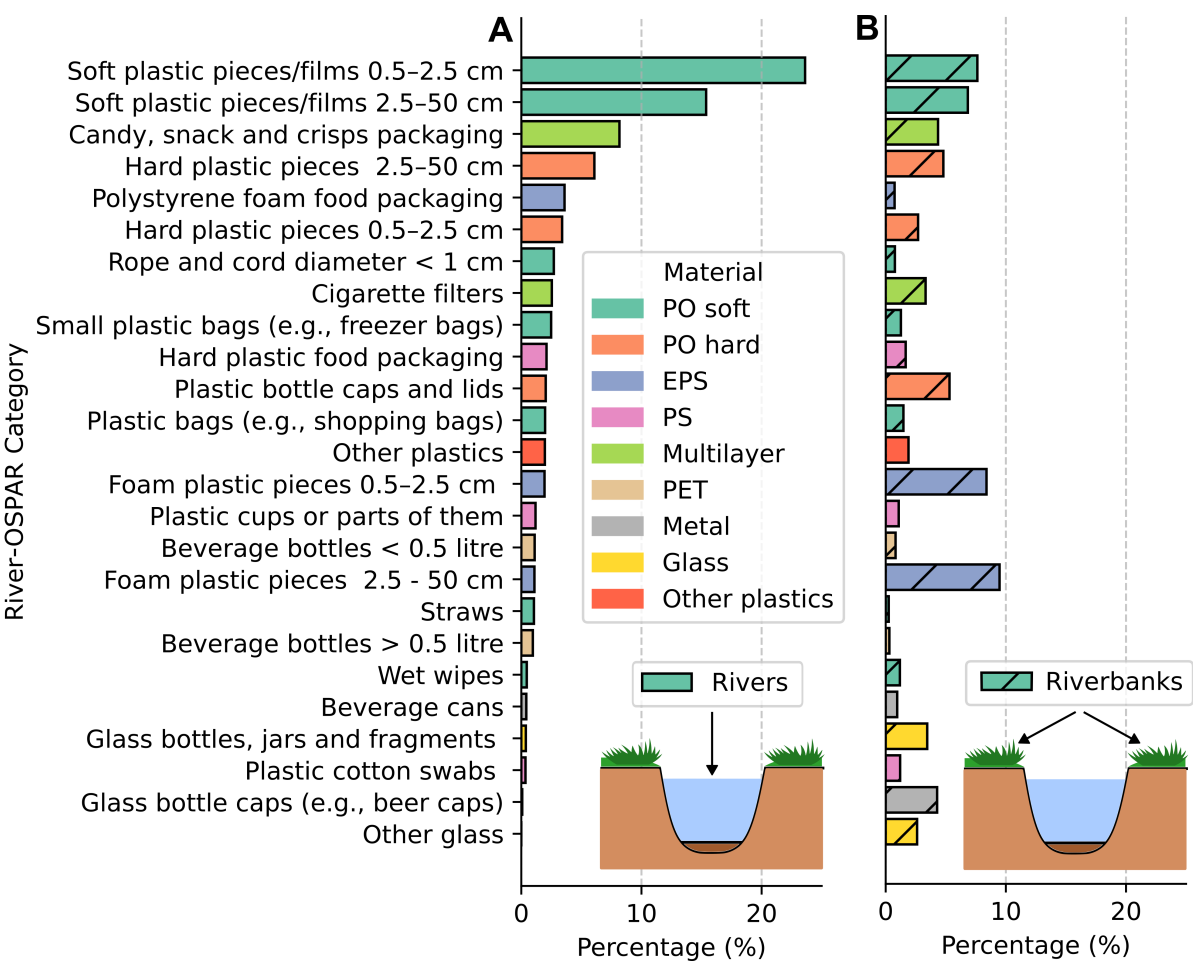 A
B
Soft plastic pieces/films 0.5–2.5 cm
Soft plastic pieces/films 2.5–50 cm
Candy, snack and crisps packaging
Hard plastic pieces  2.5–50 cm
Polystyrene foam food packaging
Hard plastic pieces 0.5–2.5 cm
Rope and cord diameter < 1 cm
Cigarette filters
Small plastic bags (e.g., freezer bags)
Hard plastic food packaging
Plastic bottle caps and lids
Plastic bags (e.g., shopping bags)
Other plastics
Foam plastic pieces 0.5–2.5 cm
Plastic cups or parts of them
Beverage bottles < 0.5 litre
Foam plastic pieces  2.5 - 50 cm
Straws
Beverage bottles > 0.5 litre
Wet wipes
Beverage cans
Glass bottles, jars and fragments
Plastic cotton swabs
Glass bottle caps (e.g., beer caps)
Other glass
River-OSPAR Category
Material
PO soft
PO hard
EPS
PS
Multilayer
PET
Metal
Glass
Other plastics
Rivers
Riverbanks
0 10 20
Percentage (%)
0 10 20
Percentage (%)